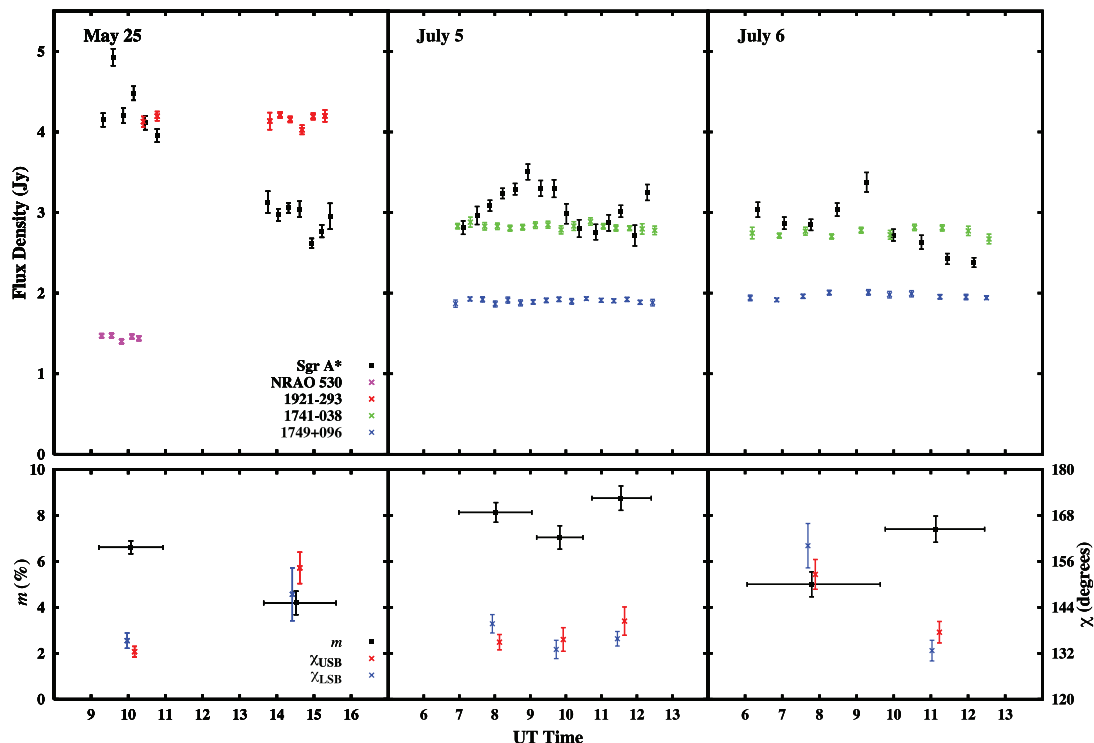 May 25
July 5
July 6
5
4
3
2
1
0
Flux Density (Jy)
Sgr A*
NRAO 530
1921-293
1741-038
1749+096
10
8
6
4
2
0
m (%)
m
χUSB
χLSB
180
168
156
144
132
120
χ (degrees)
9 10 11 12 13 14 15 16
6 7 8 9 10 11 12 13
6 7 8 9 10 11 12 13
UT Time